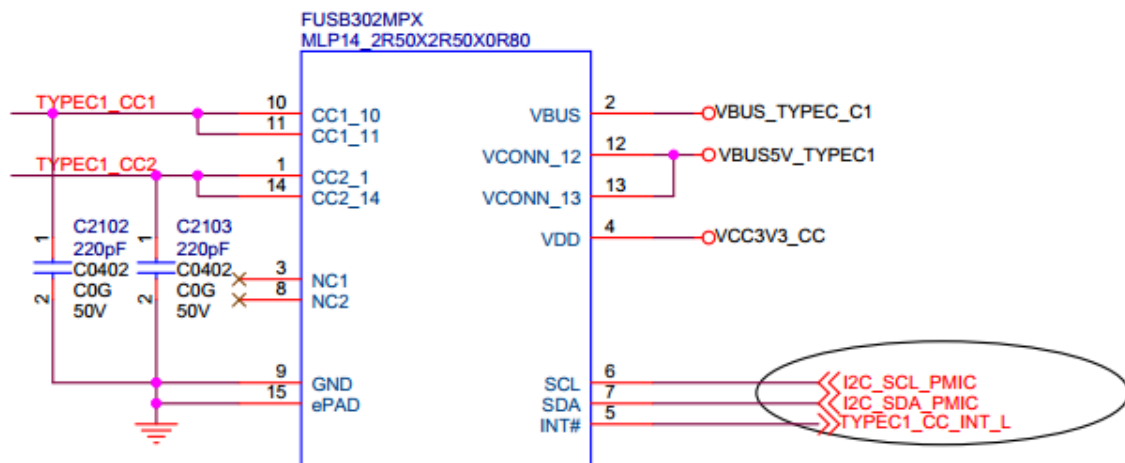 FUSB302MPX
MLP14_2R50X2R50X0R80
TYPEC1_CC1
10
CC1_10
11
CC1_11
TYPEC1_CC2
1
CC2_1
14
CC2_14
VBUS
2
VBUS_TYPEC_C1
VCONN_12
12
VBUS5V_TYPEC1
VCONN_13
13
VDD
4
VCC3V3_CC
C2102
220pF
C0402
C0G
50V
1
2
C2103
220pF
C0402
C0G
50V
1
2
3
NC1
8
NC2
9
GND
15
ePAD
SCL
6
I2C_SCL_PMIC
SDA
7
I2C_SDA_PMIC
INT#
5
TYPEC1_CC_INT_L